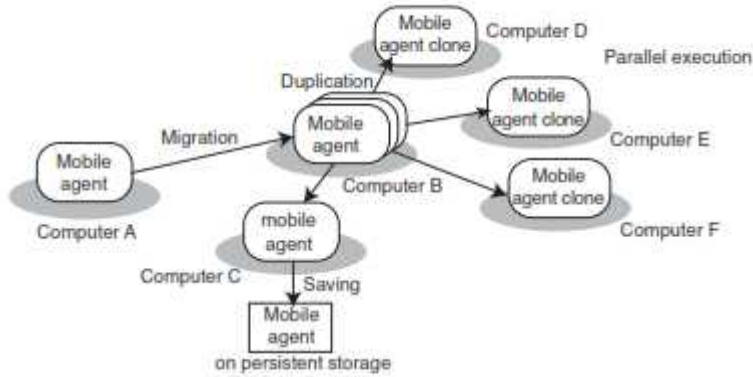 Mobile
agent clone
Computer D
Parallel execution
Duplication
Mobile
agent clone
Mobile
agent
Migration
Computer E
Mobile
agent
Computer B
Mobile
agent clone
Computer A
mobile
agent
Computer F
Computer C
Saving
Mobile
agent
on persistent storage